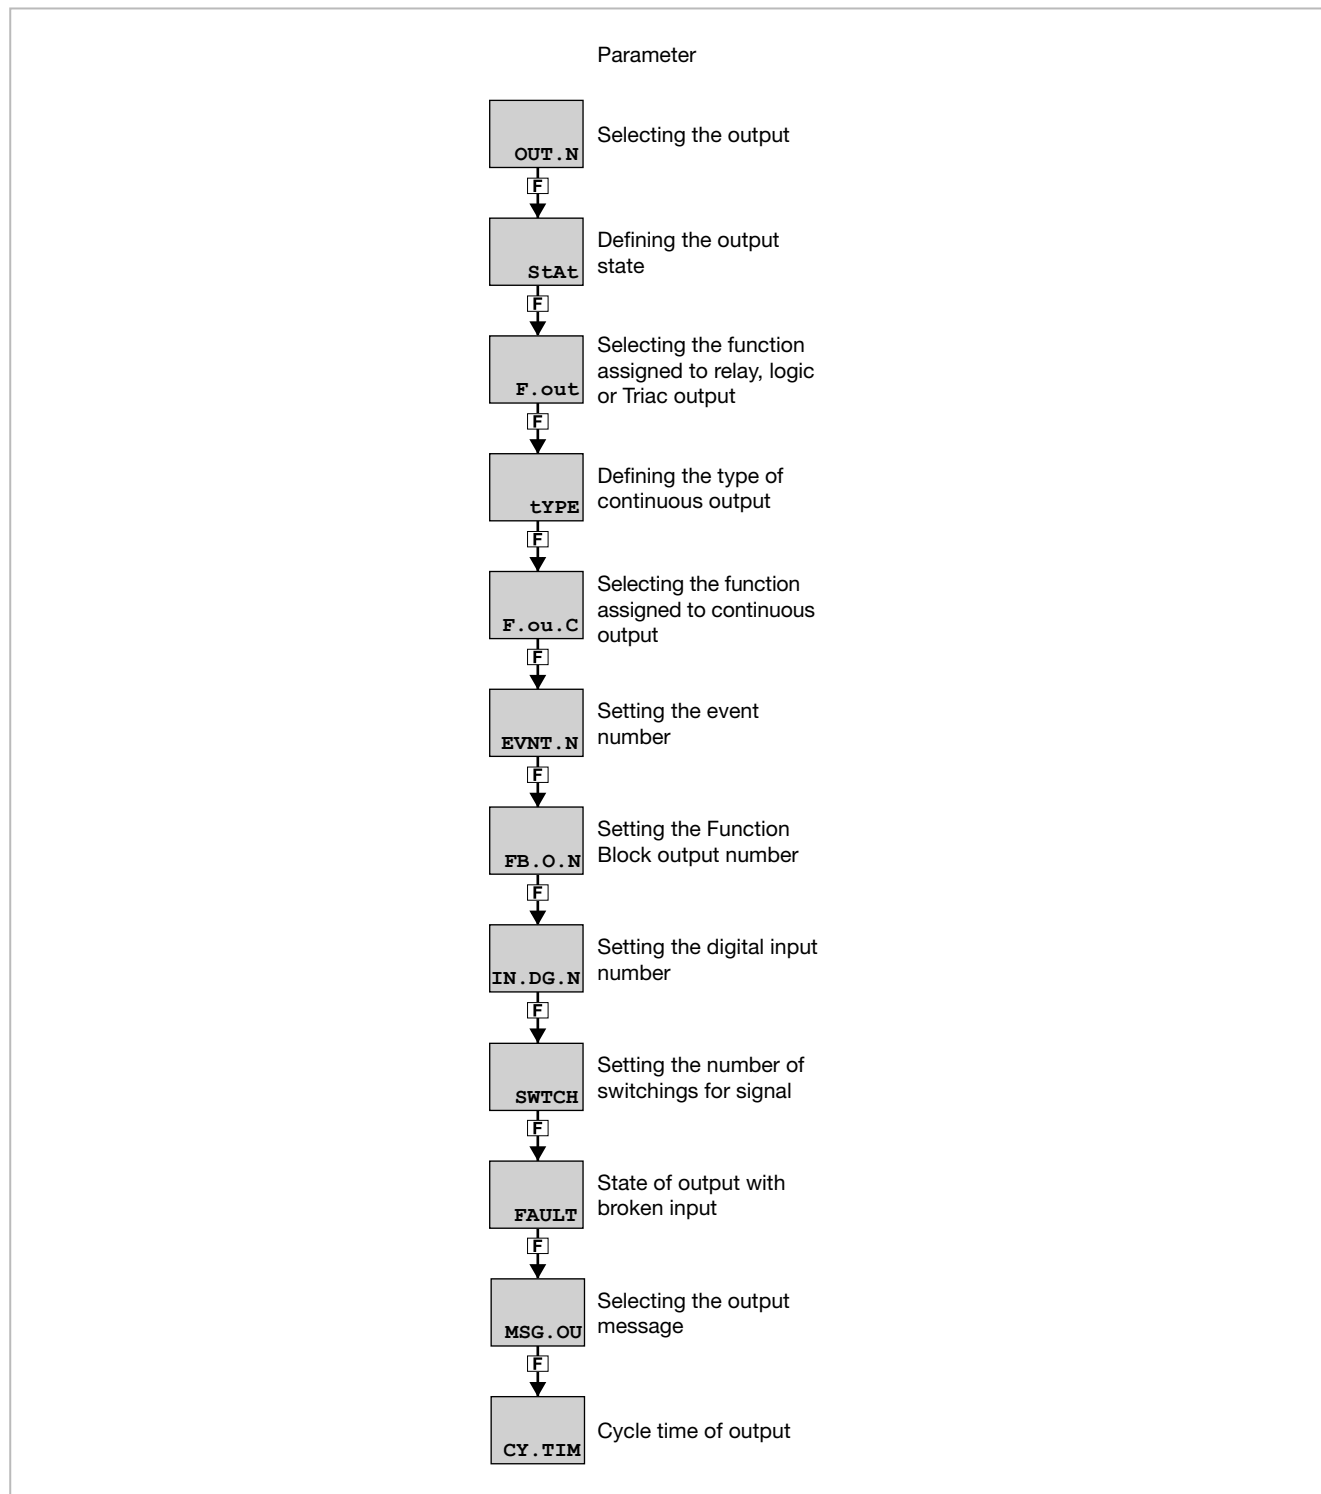 Parameter
OUT.N
Selecting the output
F
StAt
Defining the output
state
F
F.out
Selecting the function
assigned to relay, logic
or Triac output
F
tYPE
Defining the type of
continuous output
F
F.ou.C
Selecting the function
assigned to continuous
output
F
EVNT.N
Setting the event
number
F
FB.O.N
Setting the Function
Block output number
F
IN.DG.N
Setting the digital input
number
F
SWTCH
Setting the number of
switchings for signal
F
FAULT
State of output with
broken input
F
MSG.OU
Selecting the output
message
F
CY.TIM
Cycle time of output